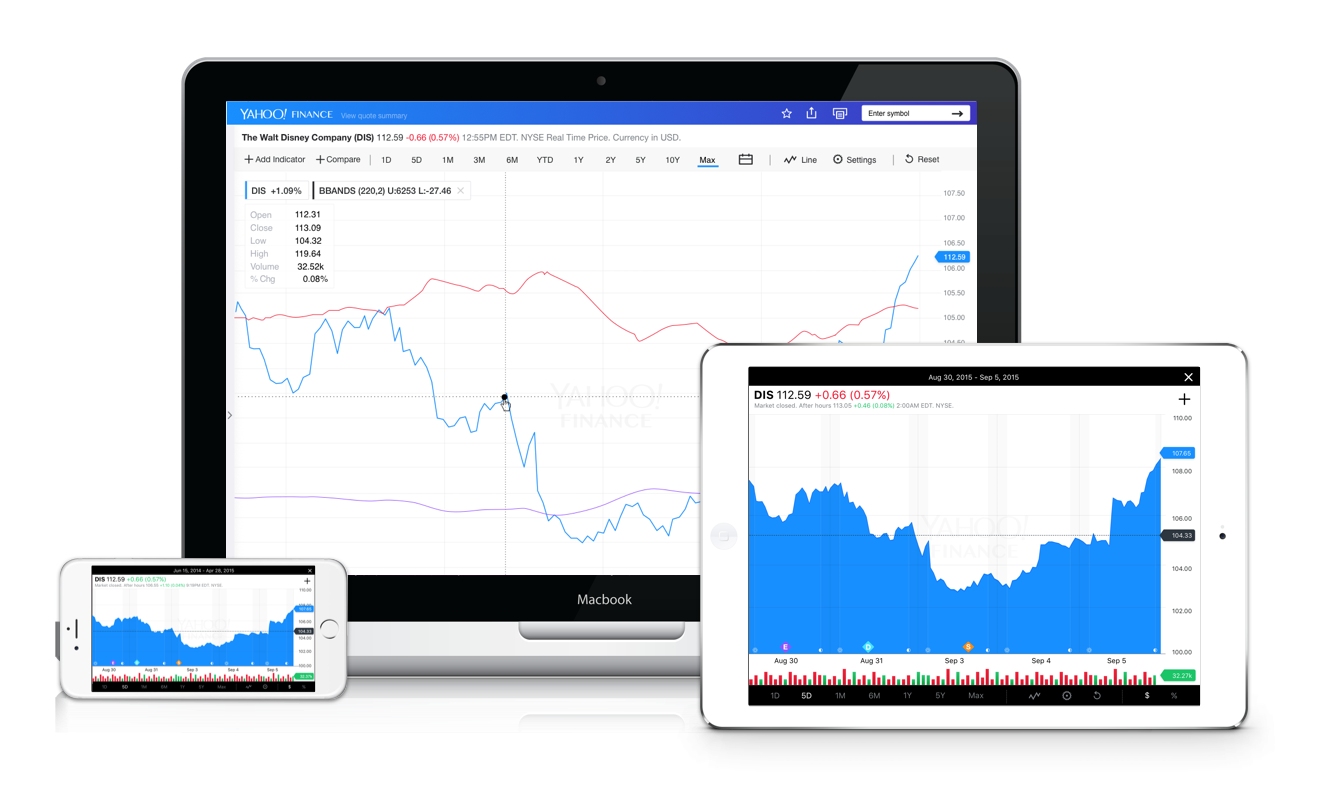 YAHOO! FINANCE View quote summary Enter symbol
The Walt Disney Company (DIS) 112.59 -0.66 (0.57%) 12:55PM EDT. NYSE Real Time Price. Currency in USD.
Add Indicator Compare 1D 5D 1M 3M 6M YTD 1Y 2Y 5Y 10Y Max Line Settings Reset
DIS +1.09% BBANDS (220,2) U:6253 L:-27.46
Open 112.31
Close 113.09
Low 104.32
High 119.64
Volume 32.52k
% Chg 0.08%
107.50
107.00
106.50
112.59
106.00
105.50
105.00
104.50
YAHOO!
FINANCE
Macbook
Aug 30, 2015 - Sep 5, 2015
DIS 112.59 +0.66 (0.57%)
Market closed. After hours 113.05 +0.46 (0.08%) 2:00AM EDT. NYSE.
110.00
107.65
108.00
106.00
104.33
104.00
102.00
100.00
YAHOO!
FINANCE
E D S
Aug 30 Aug 31 Sep 3 Sep 4 Sep 5
32.27k
1D 5D 1M 6M 1Y 5Y Max $ %
Jun 15, 2014 - Apr 28, 2015
DIS 112.59 +0.66 (0.57%)
110.00
107.65
104.33
104.00
102.00
100.00
Aug 30 Aug 31 Sep 3 Sep 4 Sep 5
32.27k
1D 5D 1M 6M 1Y 5Y Max $ %